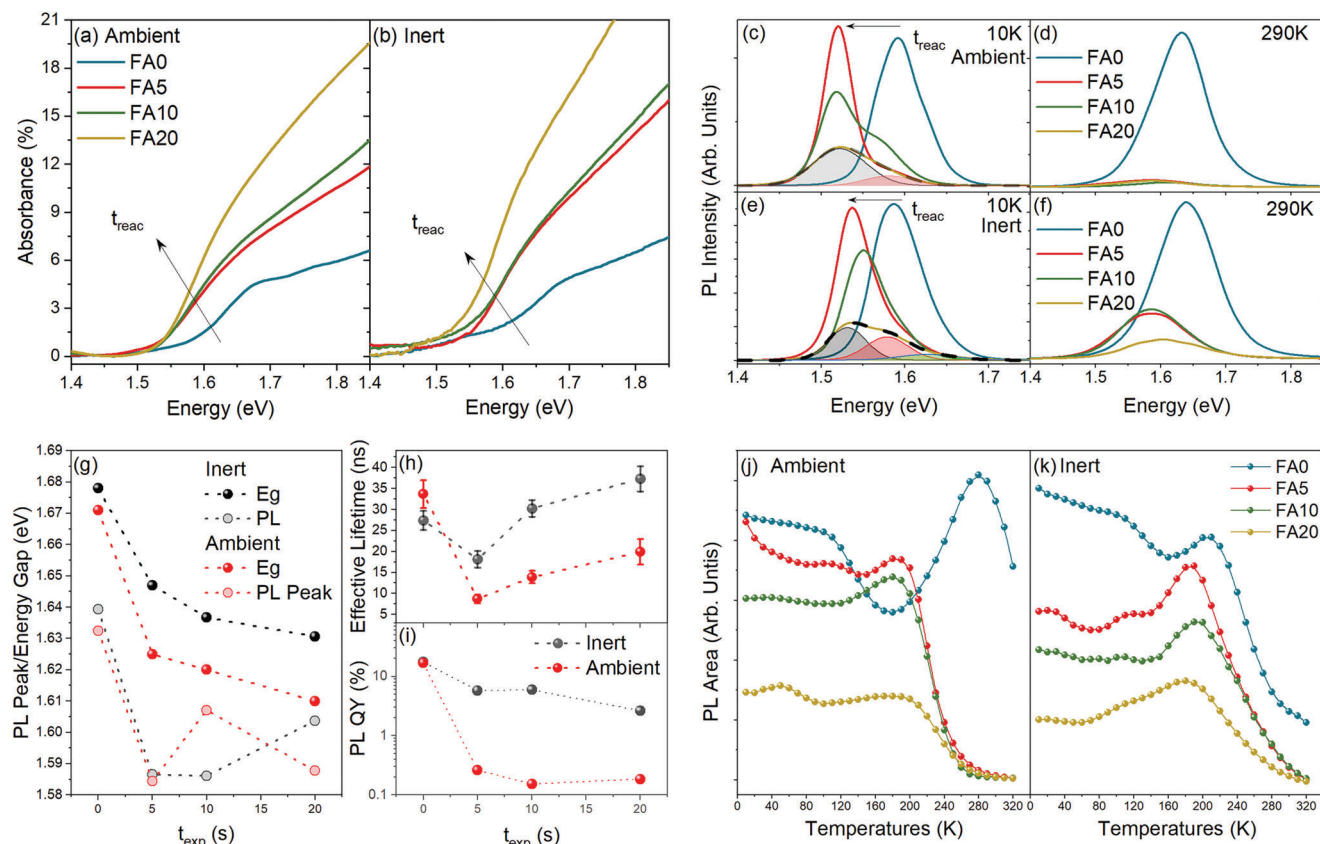 (a) Ambient
FA0
FA5
FA10
FA20
t_reac
Absorbance (%)
21
18
15
12
9
6
3
0
1.4 1.5 1.6 1.7 1.8
Energy (eV)
(b) Inert
t_reac
1.4 1.5 1.6 1.7 1.8
Energy (eV)
(c)
10K
t_reac
Ambient
PL Intensity (Arb. Units)
(d)
290K
FA0
FA5
FA10
FA20
(e)
10K
t_reac
Inert
1.4 1.5 1.6 1.7
Energy (eV)
(f)
290K
FA0
FA5
FA10
FA20
1.4 1.5 1.6 1.7 1.8
Energy (eV)
(g)
Inert
Eg
PL
Ambient
Eg
PL Peak
PL Peak/Energy Gap (eV)
1.69
1.68
1.67
1.66
1.65
1.64
1.63
1.62
1.61
1.60
1.59
1.58
0 5 10 15 20
t_exp (s)
(h)
Effective Lifetime (ns)
40
35
30
25
20
15
10
5
0
(i)
Inert
Ambient
PL QY (%)
10
1
0.1
0 5 10 15 20
t_exp (s)
(j) Ambient
PL Area (Arb. Untis)
0 40 80 120 160 200 240 280 320
Temperatures (K)
(k) Inert
FA0
FA5
FA10
FA20
0 40 80 120 160 200 240 280 320
Temperatures (K)